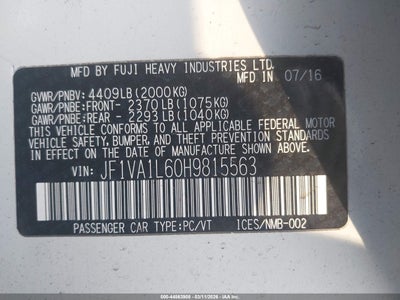 MFD BY FUJI HEAVY INDUSTRIES LTD.
MFD.IN 07/16
GVWR/PNBV: 4409LB (2000KG)
GAWR/PNBE:FRONT- 2370LB (1075KG)
GAWR/PNBE:REAR - 2293LB (1040KG)
THIS VEHICLE CONFORMS TO ALL APPLICABLE FEDERAL MOTOR
VEHICLE SAFETY, BUMPER, AND THEFT PREVENTION
STANDARDS IN EFFECT ON THE DATE OF MANUFACTURE
SHOWN ABOVE.
VIN: JF1VA1L60H9815563
PASSENGER CAR TYPE:PC/VT ICES/NMB-002